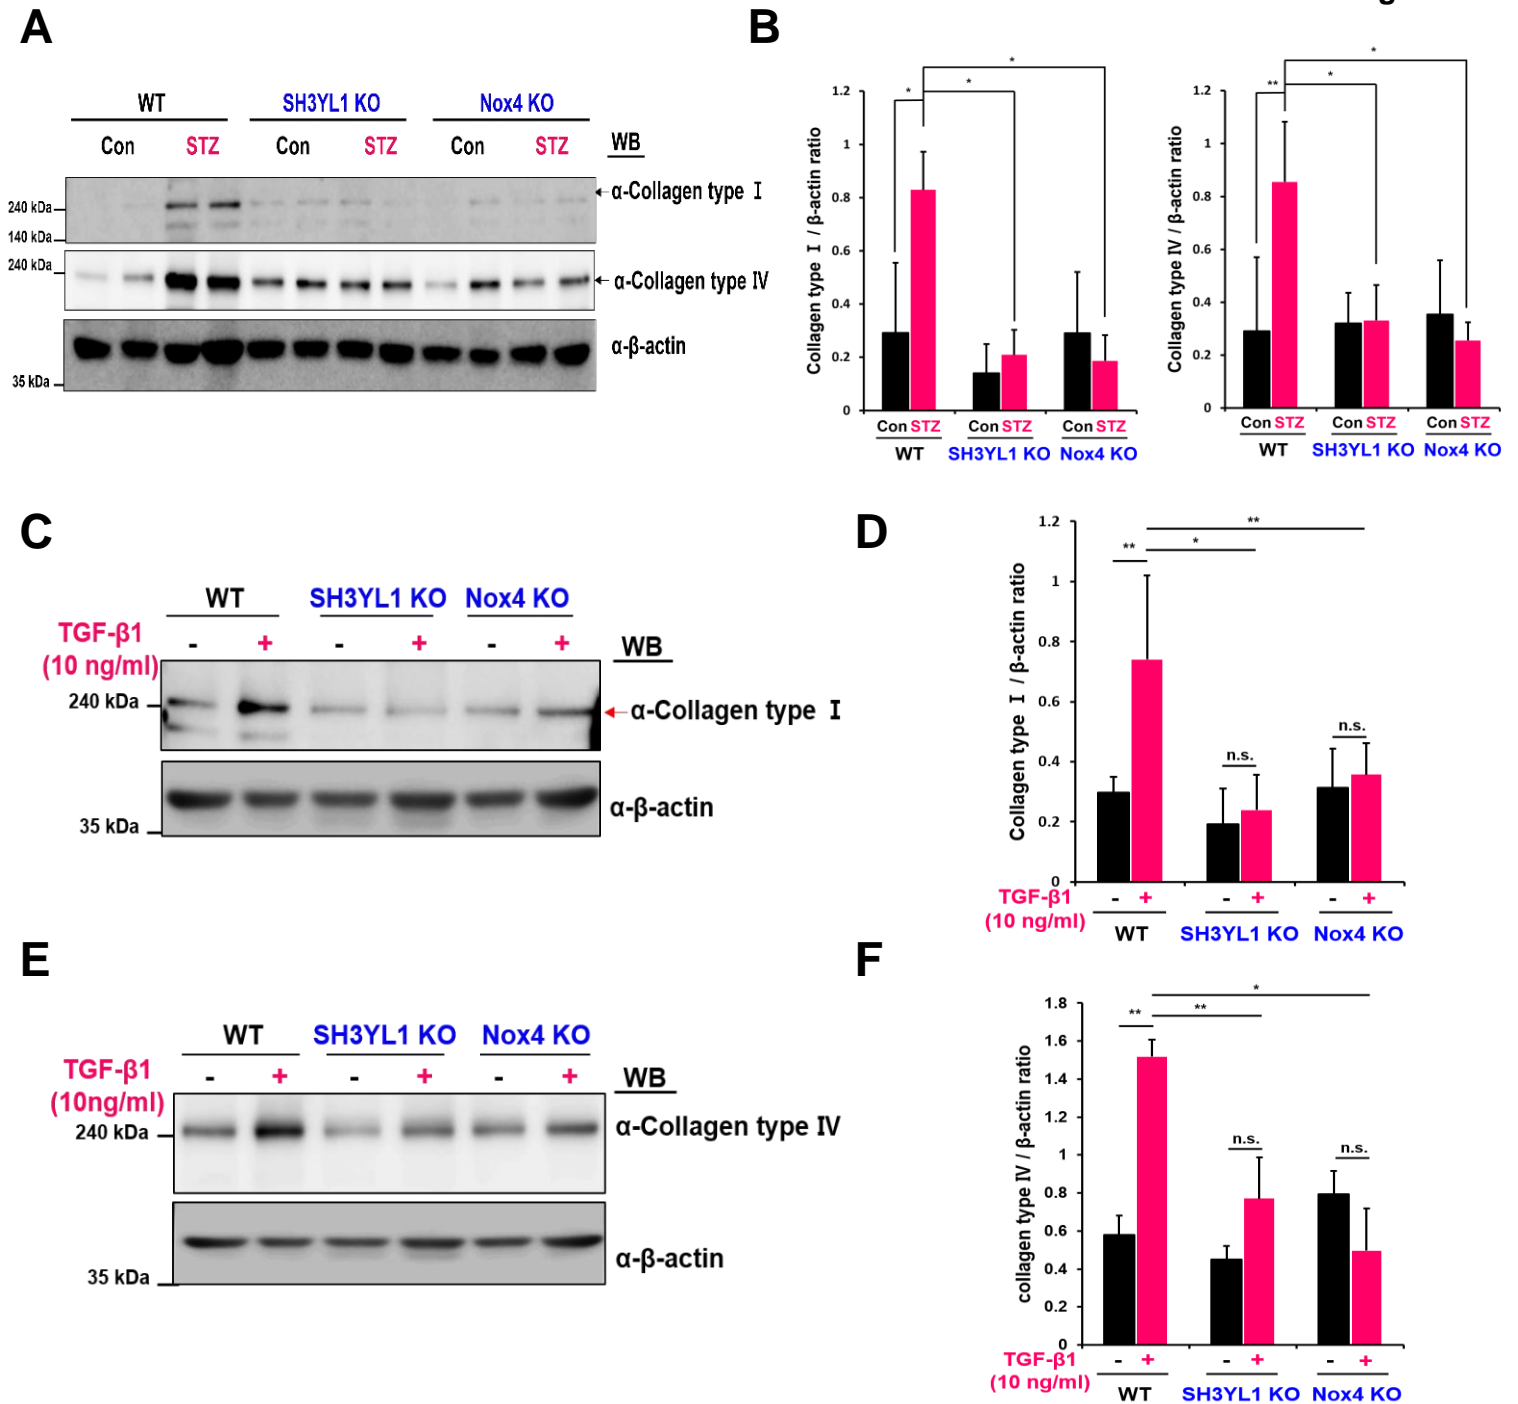 A
WT
SH3YL1 KO
Nox4 KO
Con
STZ
Con
STZ
Con
STZ
WB
240 kDa
140 kDa
α-Collagen type I
240 kDa
α-Collagen type IV
35 kDa
α-β-actin
B
Collagen type I / β-actin ratio
1.2
1
0.8
0.6
0.4
0.2
0
*
*
*
Con STZ
Con STZ
Con STZ
WT
SH3YL1 KO
Nox4 KO
Collagen type IV / β-actin ratio
1.2
1
0.8
0.6
0.4
0.2
0
**
*
*
Con STZ
Con STZ
Con STZ
WT
SH3YL1 KO
Nox4 KO
C
WT
SH3YL1 KO
Nox4 KO
TGF-β1
(10 ng/ml)
- + - + - +
WB
240 kDa
α-Collagen type I
35 kDa
α-β-actin
D
Collagen type I / β-actin ratio
1.2
1
0.8
0.6
0.4
0.2
0
**
*
**
n.s.
n.s.
TGF-β1
(10 ng/ml)
- + - + - +
WT
SH3YL1 KO
Nox4 KO
E
WT
SH3YL1 KO
Nox4 KO
TGF-β1
(10ng/ml)
- + - + - +
WB
240 kDa
α-Collagen type IV
35 kDa
α-β-actin
F
collagen type IV / β-actin ratio
1.8
1.6
1.4
1.2
1
0.8
0.6
0.4
0.2
0
**
**
*
n.s.
n.s.
TGF-β1
(10 ng/ml)
- + - + - +
WT
SH3YL1 KO
Nox4 KO